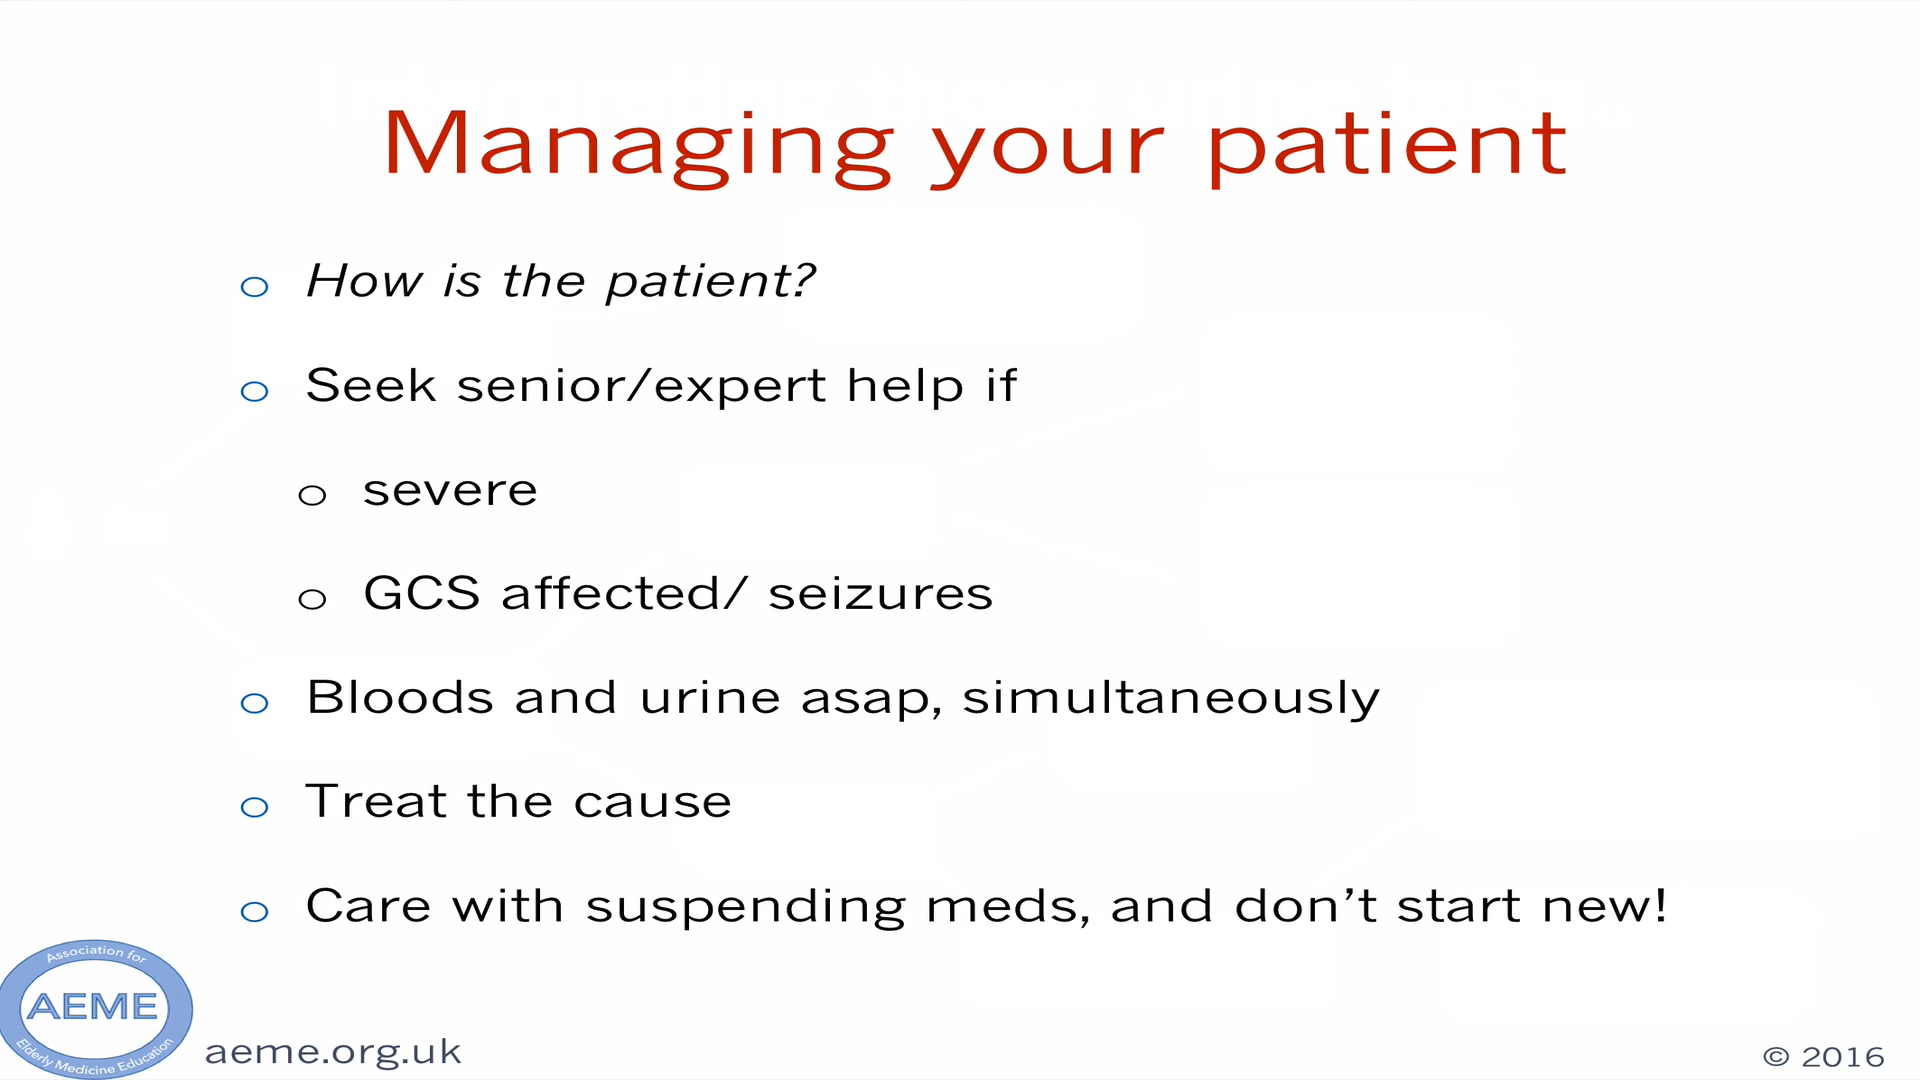 Managing your patient
How is the patient?
Seek senior/expert help if
severe
GCS affected/ seizures
Bloods and urine asap, simultaneously
Treat the cause
Care with suspending meds, and don’t start new!
Association for
AEME
Elderly Medicine Education
aeme.org.uk
© 2016